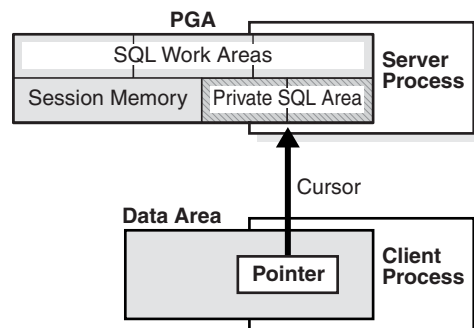 PGA
SQL Work Areas
Server
Process
Session Memory
Private SQL Area
Cursor
Data Area
Pointer
Client
Process